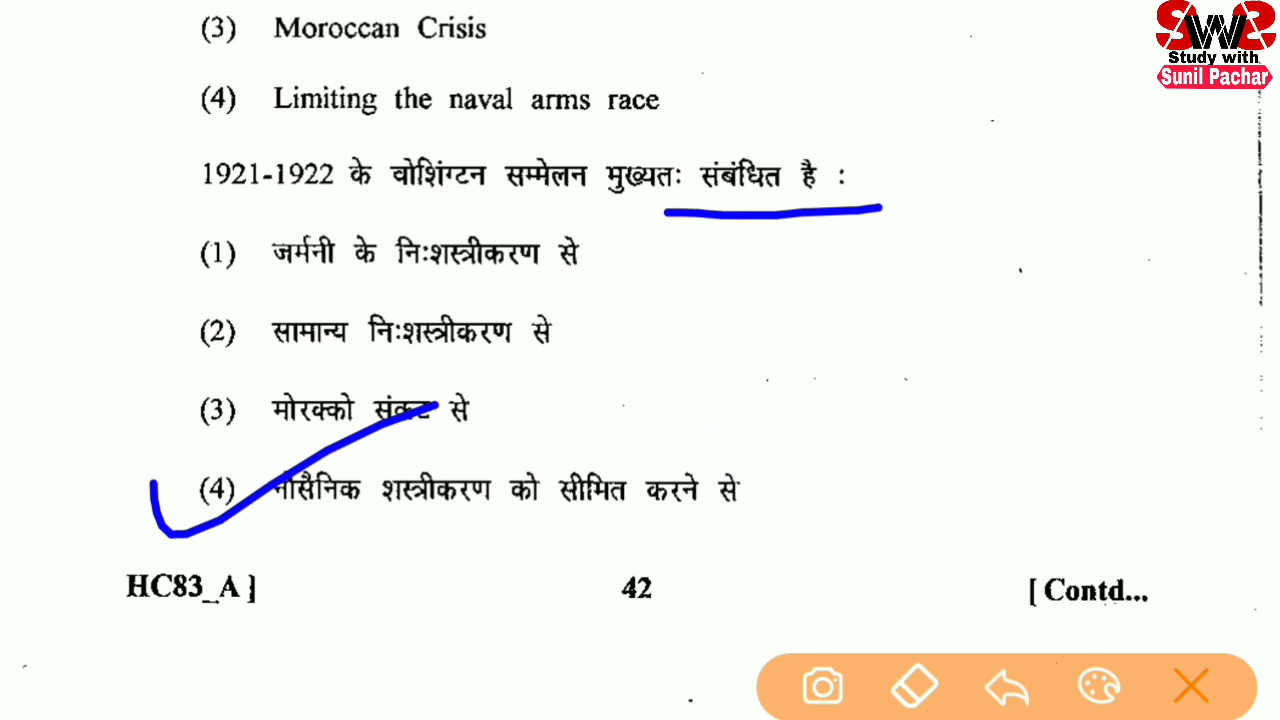 (3) Moroccan Crisis
SWS
Study with
Sunil Pachar
(4) Limiting the naval arms race
1921-1922 के वोशिंग्टन सम्मेलन मुख्यतः संबंधित है :
(1) जर्मनी के निःशस्त्रीकरण से
(2) सामान्य निःशस्त्रीकरण से
(3) मोरक्को संकट से
(4) नौसैनिक शस्त्रीकरण को सीमित करने से
HC83_A ] 42 [ Contd...